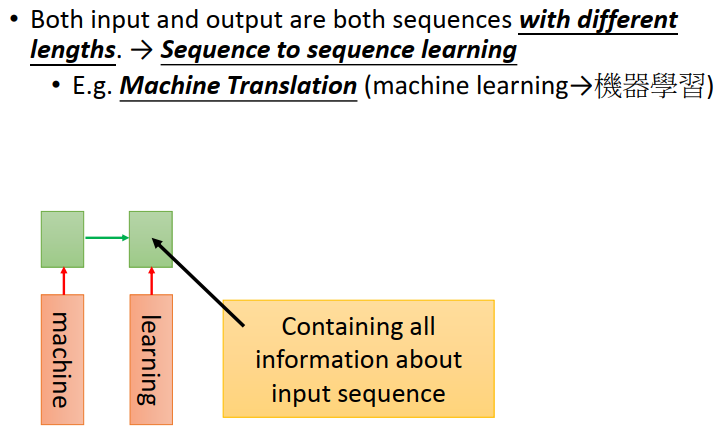 • Both input and output are both sequences with different
lengths. → Sequence to sequence learning
• E.g. Machine Translation (machine learning→機器學習)
machine
learning
Containing all
information about
input sequence